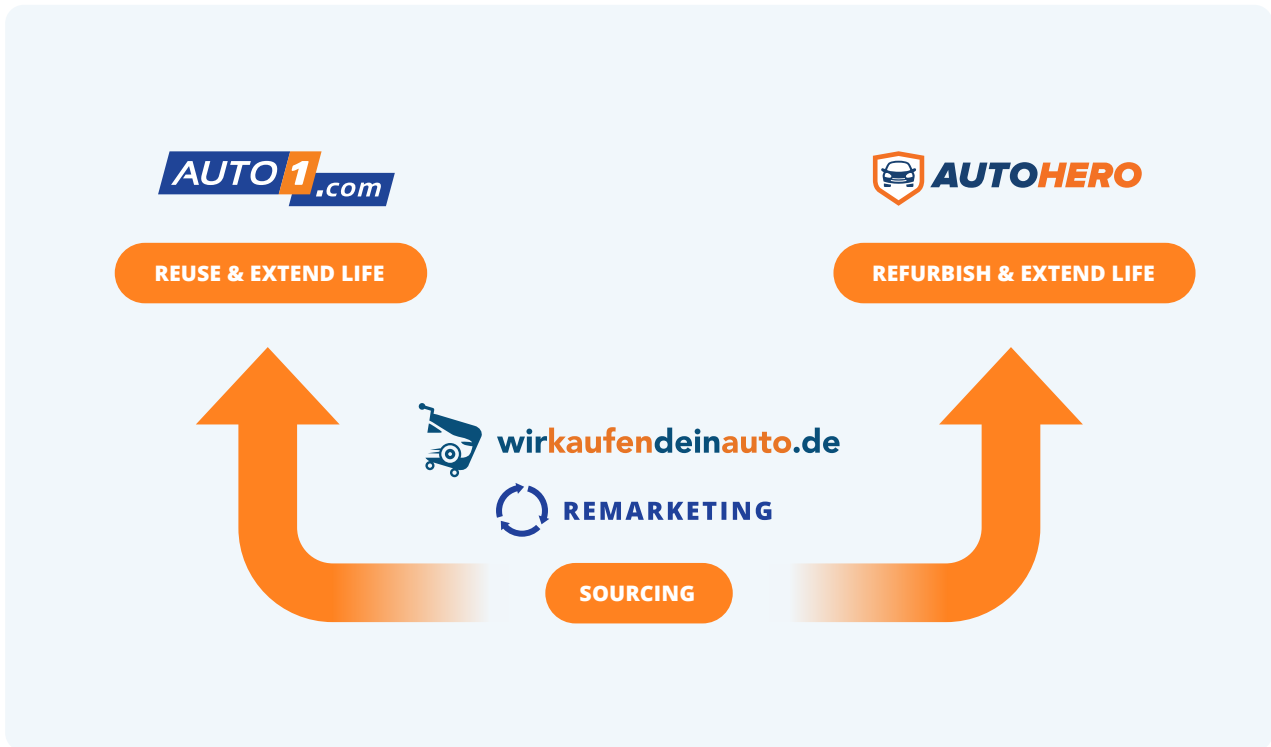 AUTO1.com
AUTOHERO
REUSE & EXTEND LIFE
REFURBISH & EXTEND LIFE
wirkaufendeinauto.de
REMARKETING
SOURCING